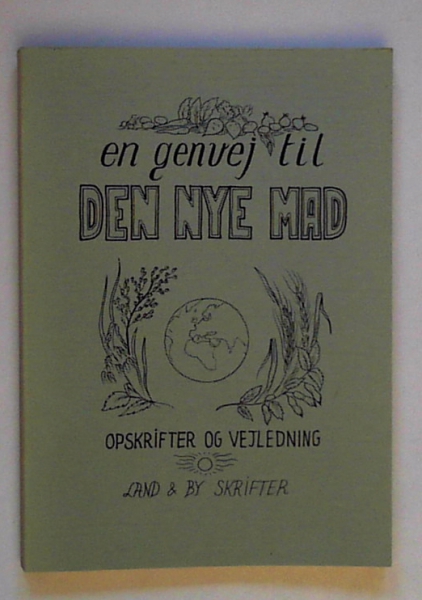 en genvej til
DEN NYE MAD
OPSKRIFTER OG VEJLEDNING
LAND & BY SKRIFTER